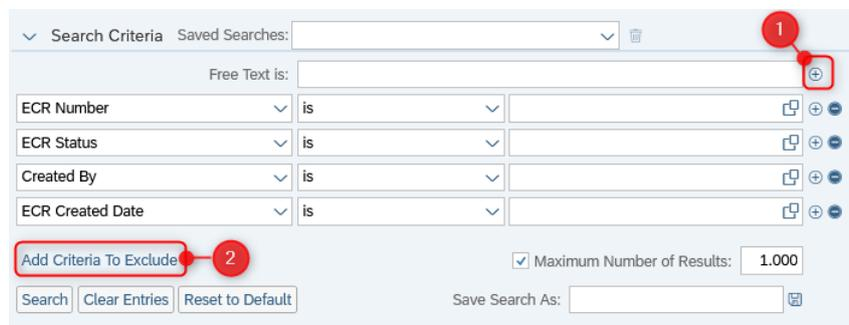 Search Criteria Saved Searches:
1
Free Text is:
ECR Number is
ECR Status is
Created By is
ECR Created Date is
Add Criteria To Exclude 2 Maximum Number of Results: 1.000
Search Clear Entries Reset to Default Save Search As: